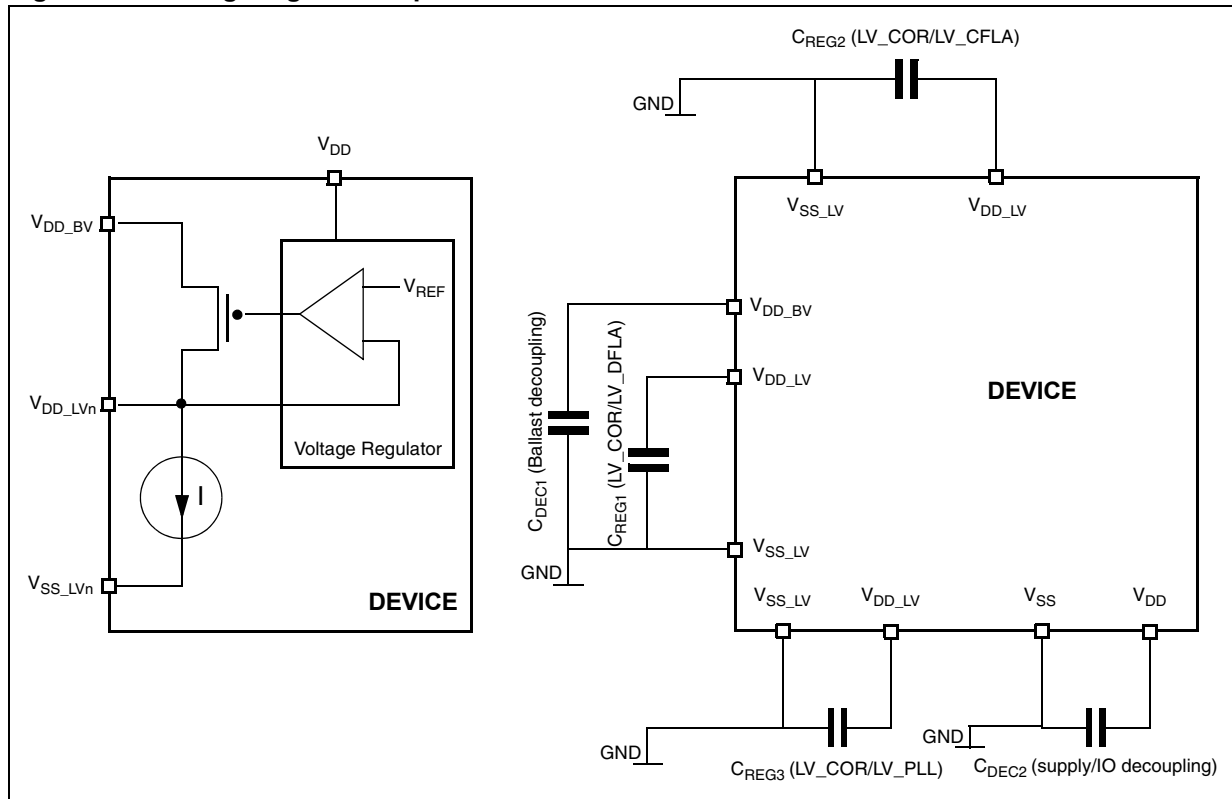 C_REG2 (LV_COR/LV_CFLA)
GND
V_DD
V_SS_LV
V_DD_LV
V_DD_BV
V_REF
Voltage Regulator
V_DD_LVn
I
V_SS_LVn
DEVICE
V_DD_BV
V_DD_LV
DEVICE
C_DEC1 (Ballast decoupling)
C_REG1 (LV_COR/LV_DFLA)
V_SS_LV
GND
V_SS_LV
V_DD_LV
V_SS
V_DD
GND
C_REG3 (LV_COR/LV_PLL)
GND
C_DEC2 (supply/IO decoupling)